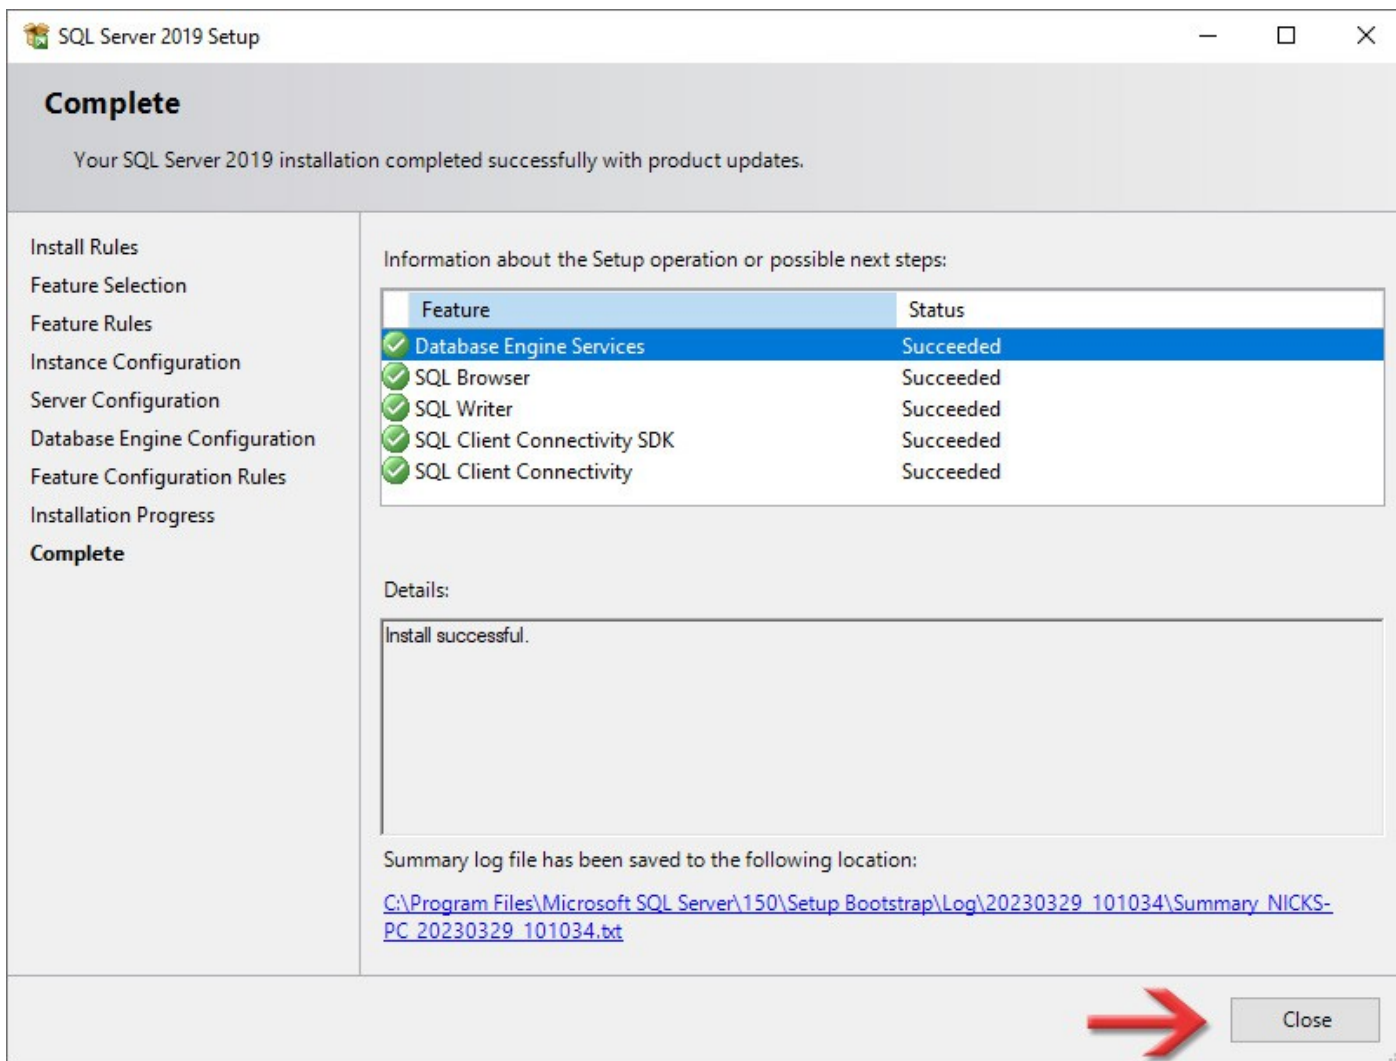 SQL Server 2019 Setup
Complete
Your SQL Server 2019 installation completed successfully with product updates.
Install Rules
Feature Selection
Feature Rules
Instance Configuration
Server Configuration
Database Engine Configuration
Feature Configuration Rules
Installation Progress
Complete
Information about the Setup operation or possible next steps:
Feature Status
Database Engine Services Succeeded
SQL Browser Succeeded
SQL Writer Succeeded
SQL Client Connectivity SDK Succeeded
SQL Client Connectivity Succeeded
Details:
Install successful.
Summary log file has been saved to the following location:
C:\Program Files\Microsoft SQL Server\150\Setup Bootstrap\Log\20230329_101034\Summary_NICKS-
PC_20230329_101034.txt
Close